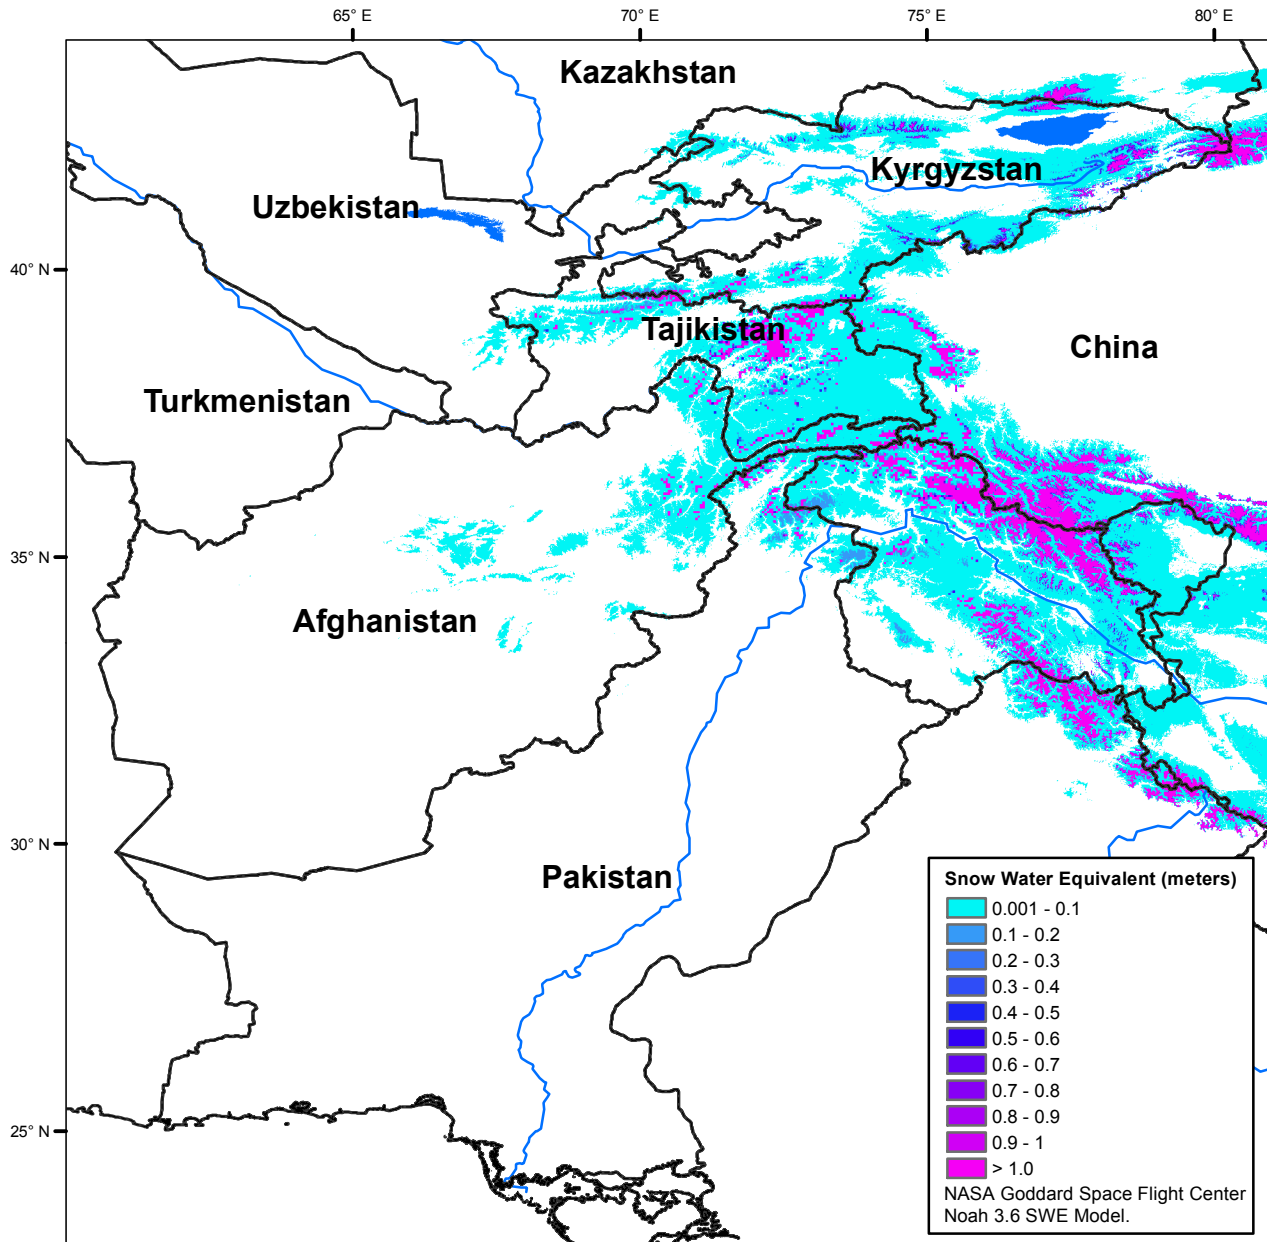 65° E
70° E
75° E
80° E
Kazakhstan
Kyrgyzstan
Uzbekistan
40° N
Tajikistan
China
Turkmenistan
35° N
Afghanistan
30° N
Pakistan
25° N
Snow Water Equivalent (meters)
0.001 - 0.1
0.1 - 0.2
0.2 - 0.3
0.3 - 0.4
0.4 - 0.5
0.5 - 0.6
0.6 - 0.7
0.7 - 0.8
0.8 - 0.9
0.9 - 1
> 1.0
NASA Goddard Space Flight Center
Noah 3.6 SWE Model.